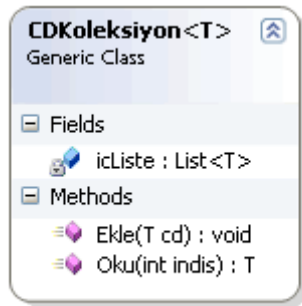 CDKoleksiyon<T>
Generic Class
Fields
icListe : List<T>
Methods
Ekle(T cd) : void
Oku(int indis) : T